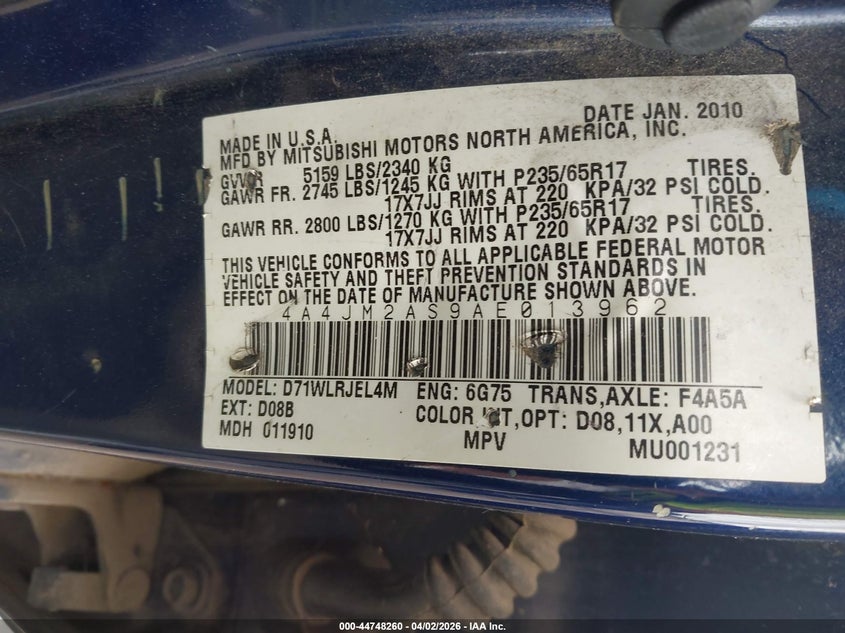 DATE JAN. 2010
MADE IN U.S.A.
MFD BY MITSUBISHI MOTORS NORTH AMERICA, INC.
GVWR 5159 LBS/2340 KG
GAWR FR. 2745 LBS/1245 KG WITH P235/65R17 TIRES.
17X7JJ RIMS AT 220 KPA/32 PSI COLD.
GAWR RR. 2800 LBS/1270 KG WITH P235/65R17 TIRES.
17X7JJ RIMS AT 220 KPA/32 PSI COLD.
THIS VEHICLE CONFORMS TO ALL APPLICABLE FEDERAL MOTOR
VEHICLE SAFETY AND THEFT PREVENTION STANDARDS IN
EFFECT ON THE DATE OF MANUFACTURE SHOWN ABOVE.
4A4JM2AS9AE013962
MODEL: D71WLRJEL4M ENG: 6G75 TRANS,AXLE: F4A5A
EXT: D08B COLOR INT,OPT: D08,11X,A00
MDH 011910 MPV MU001231
000-44748260 - 04/02/2026 - IAA Inc.